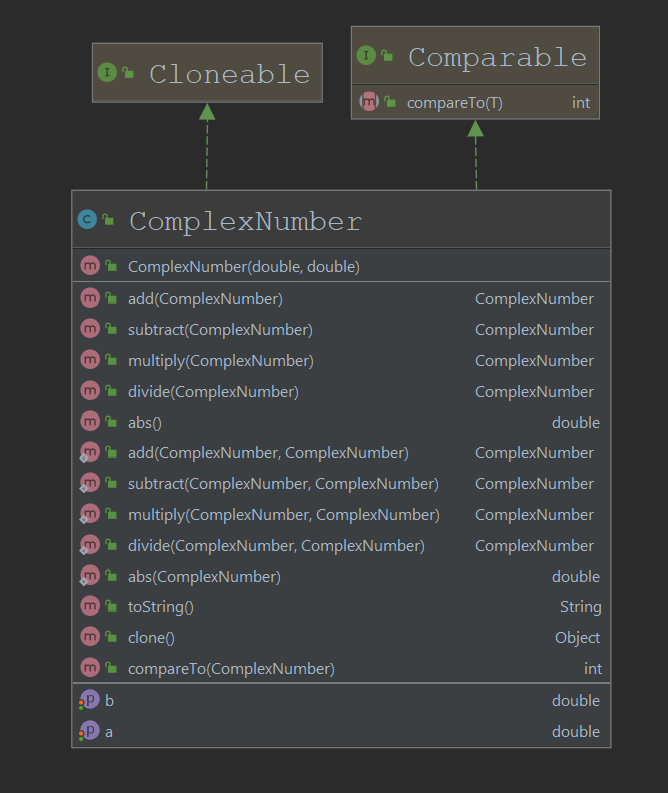 Cloneable
Comparable
compareTo(T) int
ComplexNumber
ComplexNumber(double, double)
add(ComplexNumber) ComplexNumber
subtract(ComplexNumber) ComplexNumber
multiply(ComplexNumber) ComplexNumber
divide(ComplexNumber) ComplexNumber
abs() double
add(ComplexNumber, ComplexNumber) ComplexNumber
subtract(ComplexNumber, ComplexNumber) ComplexNumber
multiply(ComplexNumber, ComplexNumber) ComplexNumber
divide(ComplexNumber, ComplexNumber) ComplexNumber
abs(ComplexNumber) double
toString() String
clone() Object
compareTo(ComplexNumber) int
b double
a double